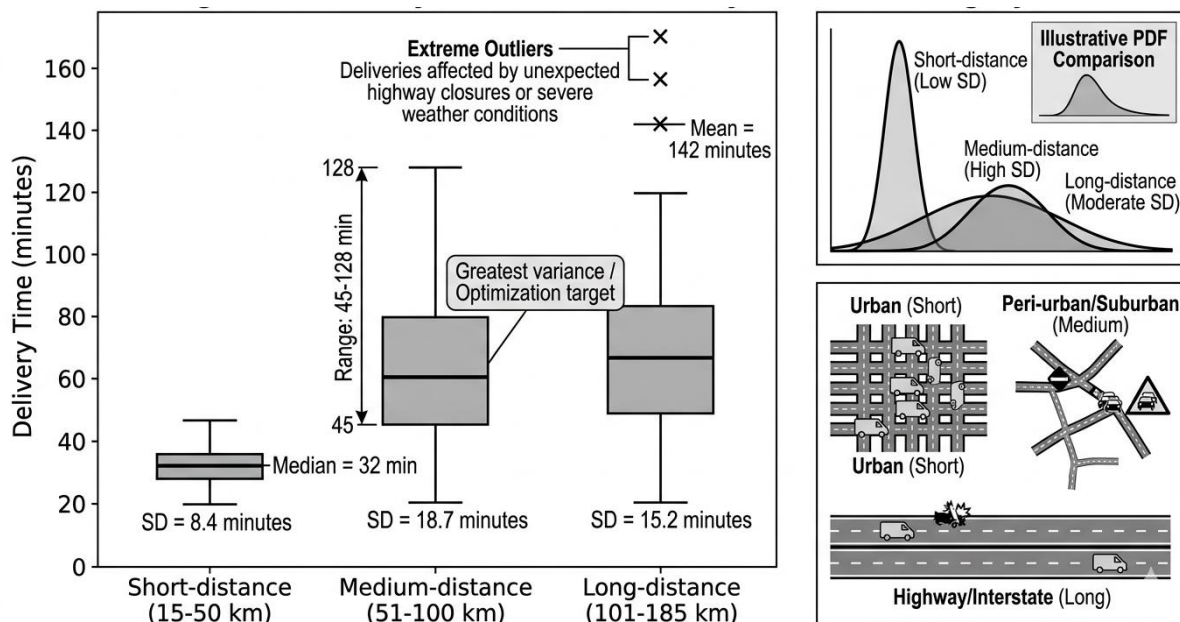 Delivery Time (minutes)
160
140
120
100
80
60
40
20
0
Extreme Outliers
Deliveries affected by unexpected
highway closures or severe
weather conditions
Mean =
142 minutes
128
Range: 45-128 min
45
Greatest variance /
Optimization target
Median = 32 min
SD = 8.4 minutes
SD = 18.7 minutes
SD = 15.2 minutes
Short-distance
(15-50 km)
Medium-distance
(51-100 km)
Long-distance
(101-185 km)
Illustrative PDF
Comparison
Short-distance
(Low SD)
Medium-distance
(High SD)
Long-distance
(Moderate SD)
Urban (Short)
Peri-urban/Suburban
(Medium)
Urban (Short)
Highway/Interstate (Long)